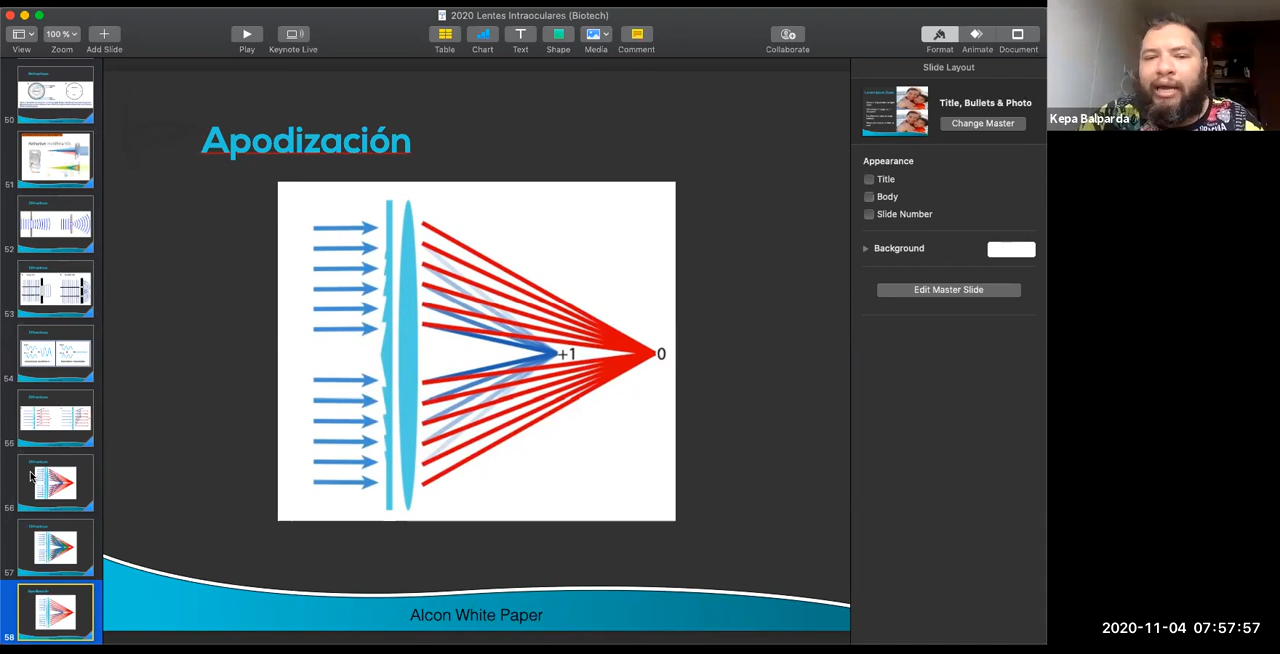 2020 Lentes Intraoculares (Biotech)
100 %
View
Zoom
Add Slide
Play
Keynote Live
Table
Chart
Text
Shape
Media
Comment
Collaborate
Format
Animate
Document
50
51
52
53
54
55
56
57
58
Apodización
+1
0
Alcon White Paper
Slide Layout
Title, Bullets & Photo
Change Master
Appearance
Title
Body
Slide Number
Background
Edit Master Slide
Kepa Balparda
2020-11-04 07:57:57